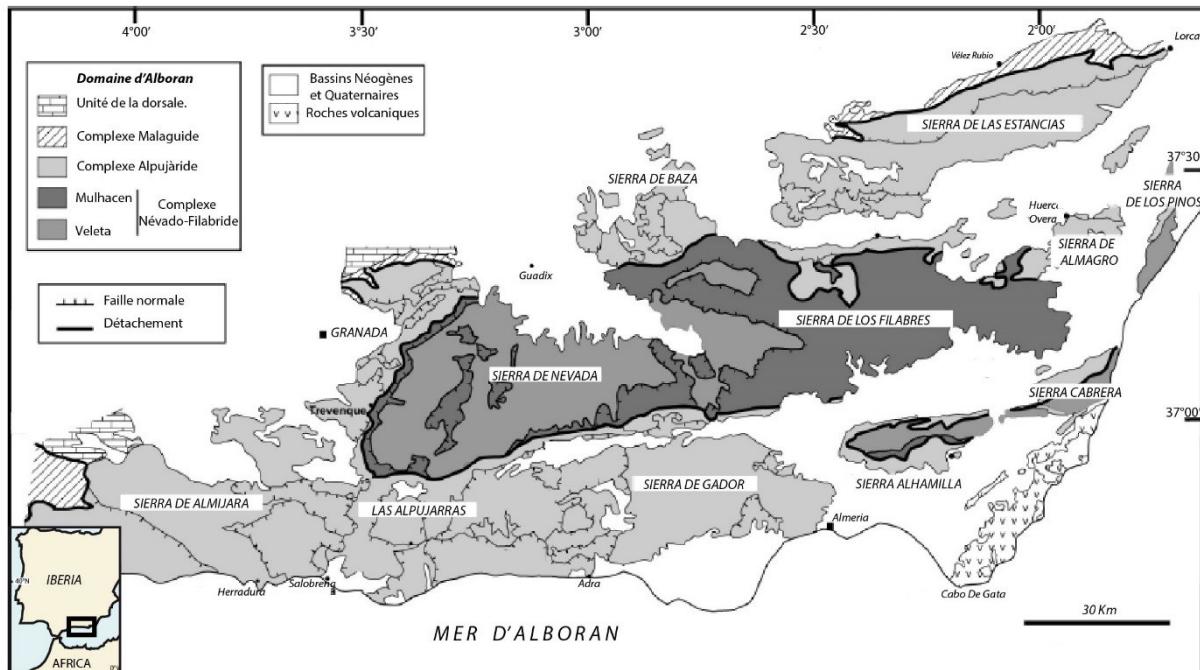 4°00'
3°30'
3°00'
2°30'
2°00'
Domaine d'Alboran
Unité de la dorsale.
Complexe Malaguide
Complexe Alpujàride
Mulhacen
Veleta
Complexe
Névado-Filabride
Bassins Néogènes
et Quaternaires
Roches volcaniques
Faille normale
Détachement
Lorca
Vélez Rubio
SIERRA DE LAS ESTANCIAS
37°30
SIERRA DE BAZA
SIERRA
DE LOS PINOS
Huerca
Overa
SIERRA DE
ALMAGRO
Guadix
GRANADA
SIERRA DE LOS FILABRES
SIERRA DE NEVADA
SIERRA CABRERA
Trevenque
37°00'
SIERRA ALHAMILLA
SIERRA DE GADOR
SIERRA DE ALMIJARA
LAS ALPUJARRAS
Almeria
IBERIA
40°N
Herradura
Salobreña
Adra
Cabo De Gata
30 Km
MER D'ALBORAN
AFRICA
0°